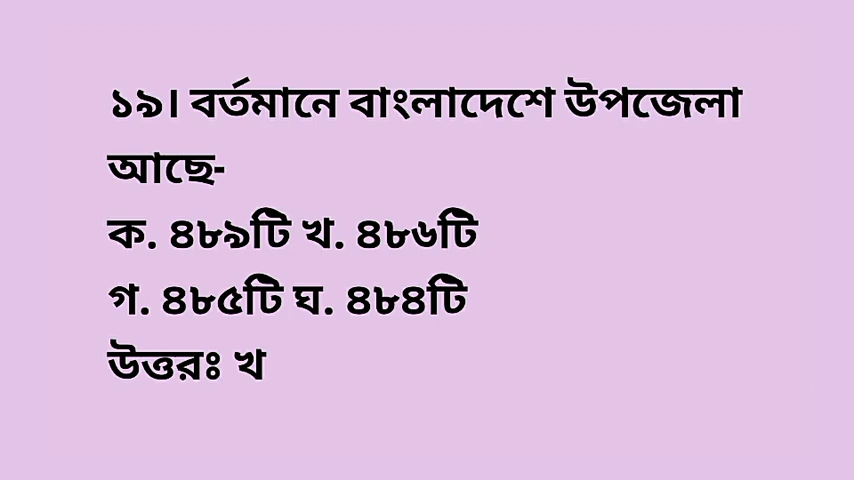 ১৯। বর্তমানে বাংলাদেশে উপজেলা
আছে-
ক. ৪৮৯টি খ. ৪৮৬টি
গ. ৪৮৫টি ঘ. ৪৮৪টি
উত্তরঃ খ